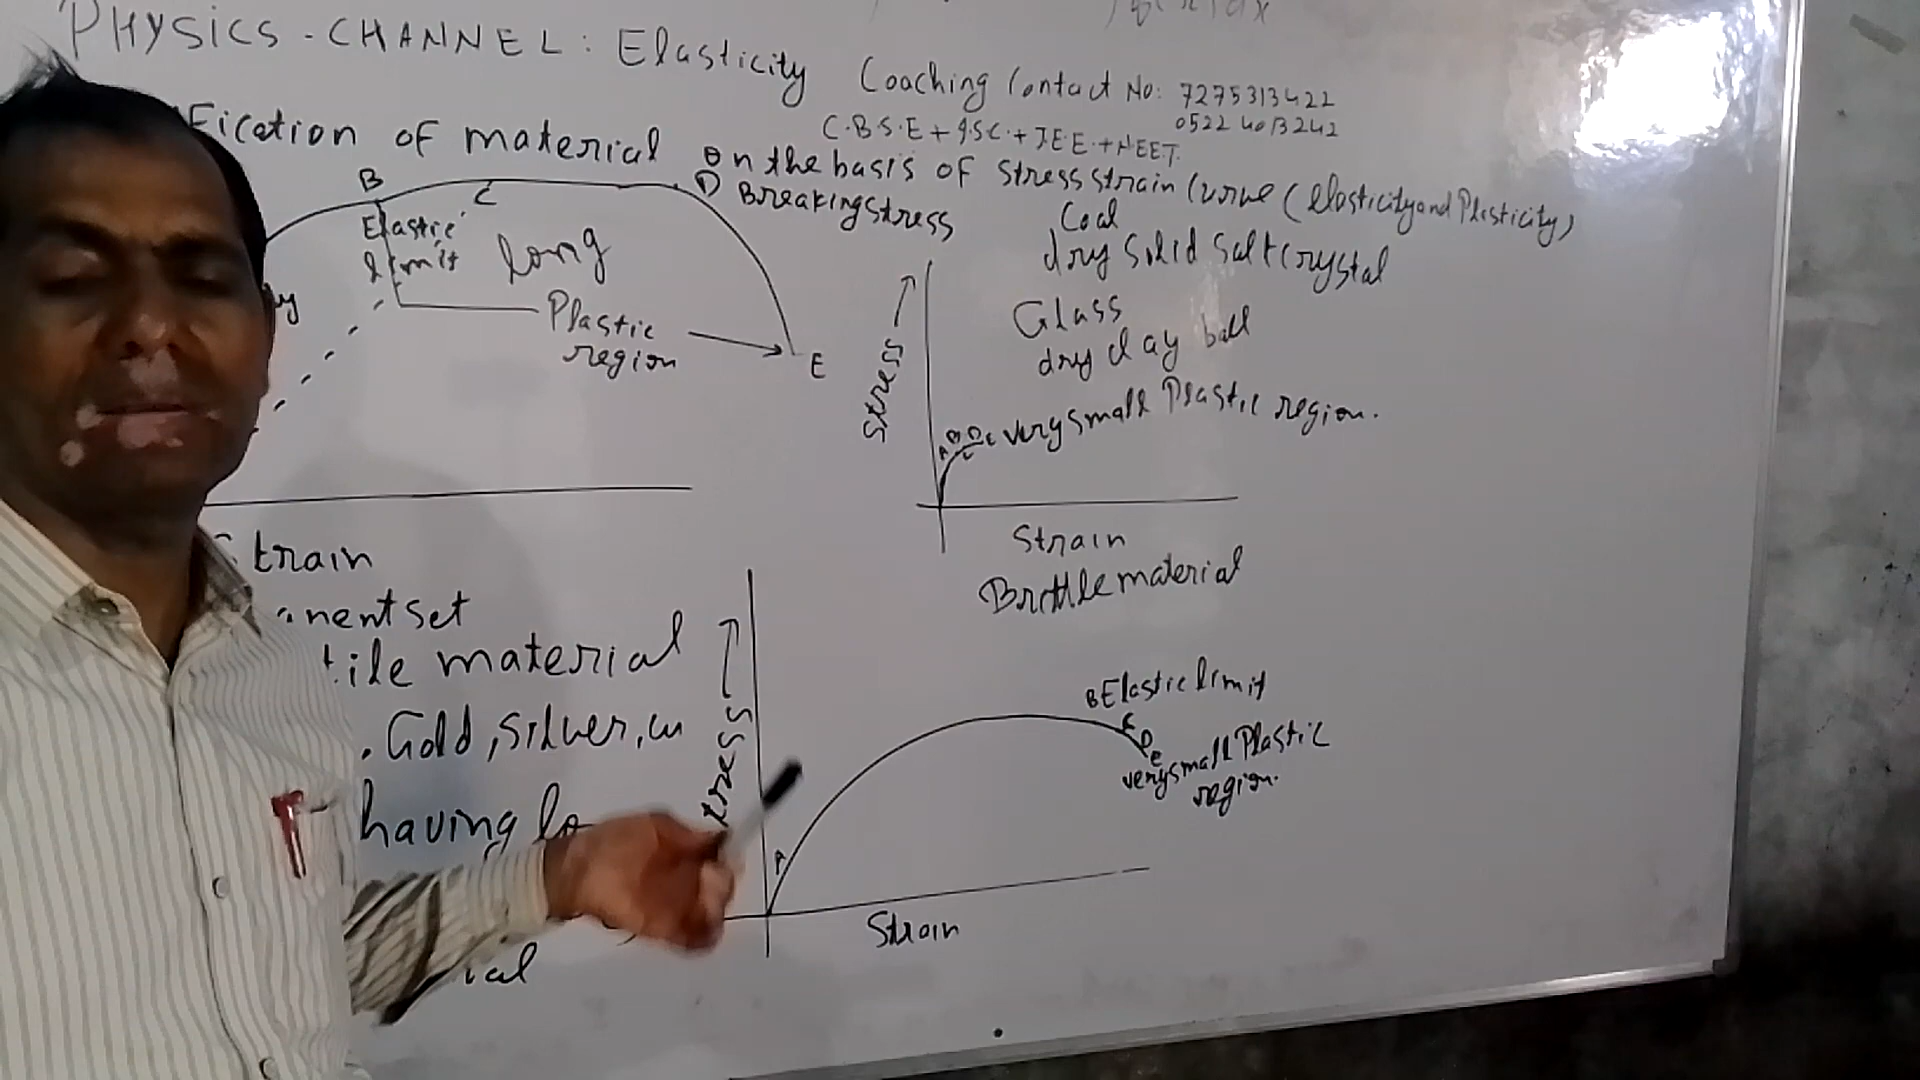 PHYSICS - CHANNEL : Elasticity
Coaching Contact No: 7275313422
0522 4013242
C.B.S.E + I.S.C. + J.E.E. + NEET.
Fication of material on the basis of stress strain Curve (Elasticity and Plasticity)
B
C
D Breaking stress
Elastic
limit
long
Plastic
region
E
Strain
nent set
tile material
Gold, silver, cu
having lo
ial
Coal
dry solid salt crystal
Glass
dry clay ball
very small Plastic region.
Stress
A
Strain
Brittle material
Stress
A
B Elastic limit
C
D
E
very small Plastic
region.
Strain